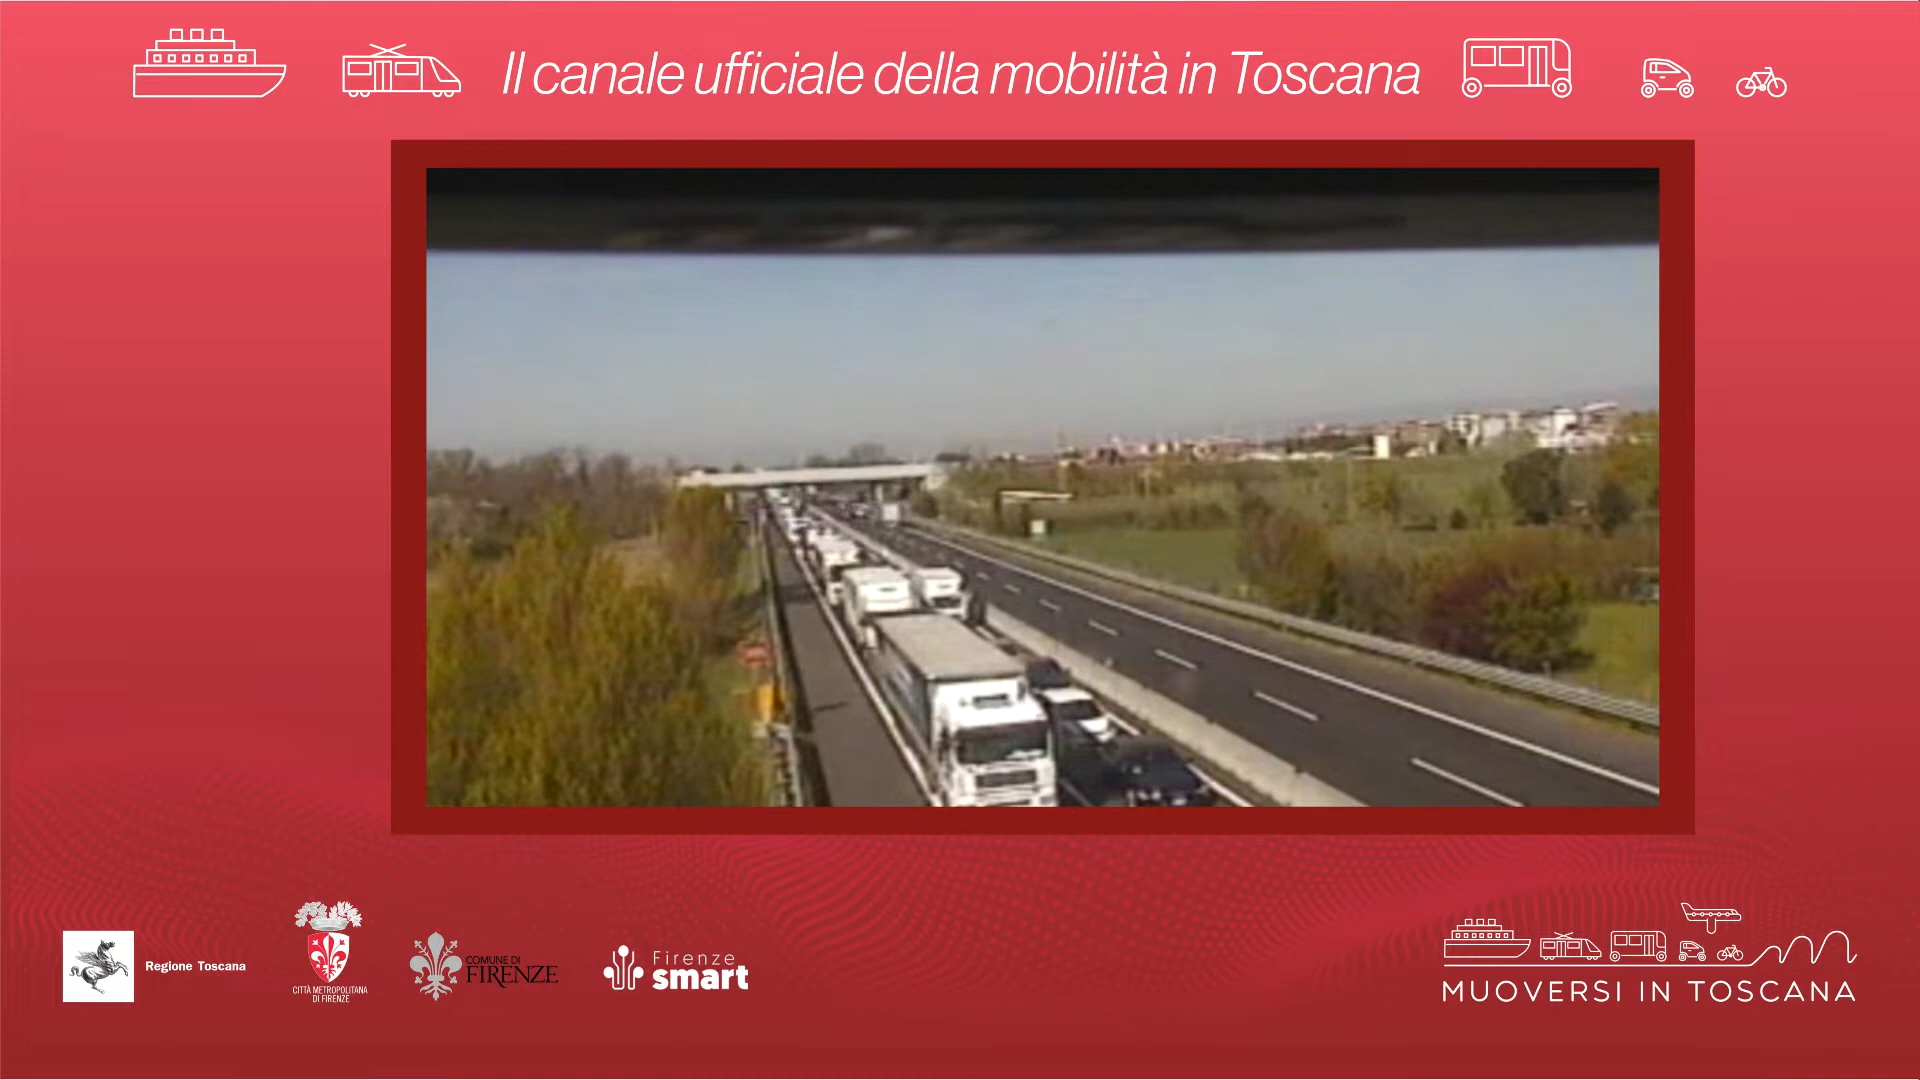 Il canale ufficiale della mobilità in Toscana
Regione Toscana
CITTÀ METROPOLITANA
DI FIRENZE
COMUNE DI
FIRENZE
Firenze
smart
MUOVERSI IN TOSCANA